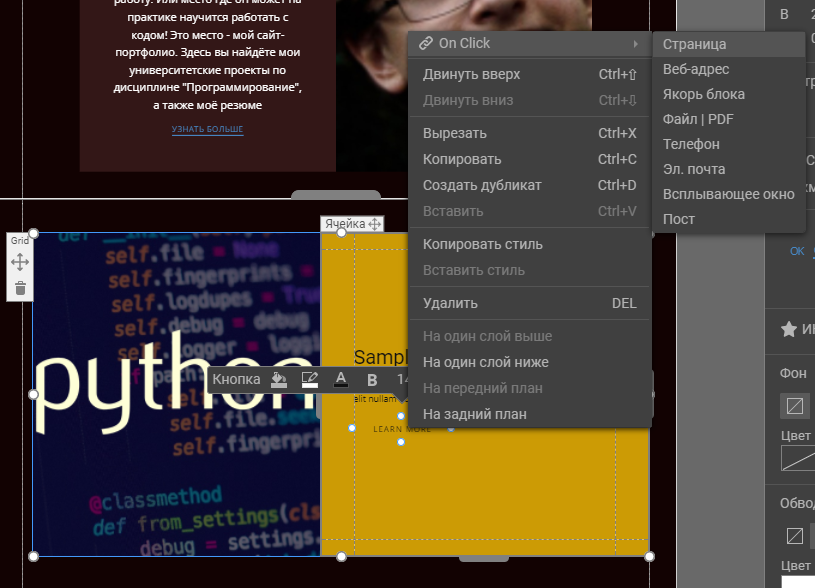 работу. Или место где он может на
практике научится работать с
кодом! Это место - мой сайт-
портфолио. Здесь вы найдёте мои
университетские проекты по
дисциплине "Программирование",
а также моё резюме
УЗНАТЬ БОЛЬШЕ
On Click
Двинуть вверх Ctrl+⇧
Двинуть вниз Ctrl+⇩
Вырезать Ctrl+X
Копировать Ctrl+C
Создать дубликат Ctrl+D
Вставить Ctrl+V
Копировать стиль
Вставить стиль
Удалить DEL
На один слой выше
На один слой ниже
На передний план
На задний план
Страница
Веб-адрес
Якорь блока
Файл | PDF
Телефон
Эл. почта
Всплывающее окно
Пост
Ячейка
Grid
def __init__(self,
self.file = None
self.fingerprints =
self.logdupes = True
self.debug = debug
self.logger =
path:
python
Кнопка
A
B
elit nullam
LEARN MORE
self.fingerpri
@classmethod
def from_settings(cls
debug = settings.
B
OK
Фон
Цвет
Цвет